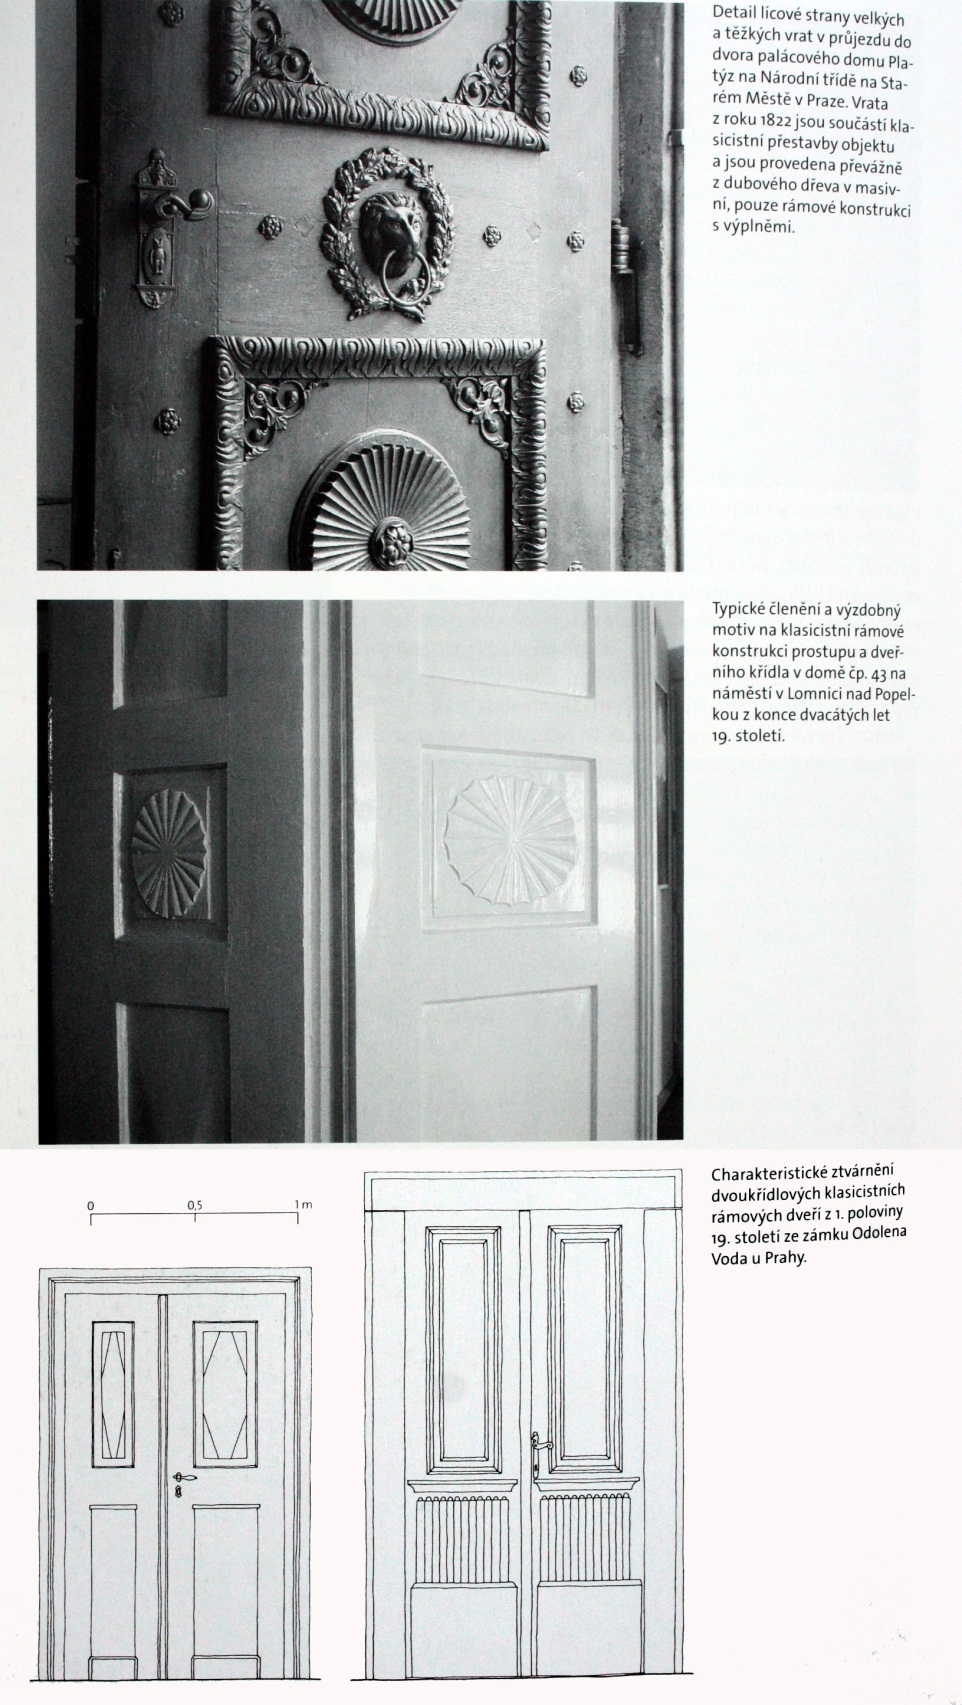 Detail lícové strany velkých
a těžkých vrat v průjezdu do
dvora palácového domu Pla-
týz na Národní třídě na Sta-
rém Městě v Praze. Vrata
z roku 1822 jsou součástí kla-
sicistní přestavby objektu
a jsou provedena převážně
z dubového dřeva v masiv-
ní, pouze rámové konstrukci
s výplněmi.
Typické členění a výzdobný
motiv na klasicistní rámové
konstrukci prostupu a dveř-
ního křídla v domě čp. 43 na
náměstí v Lomnici nad Popel-
kou z konce dvacátých let
19. století.
Charakteristické ztvárnění
dvoukřídlových klasicistních
rámových dveří z 1. poloviny
19. století ze zámku Odolena
Voda u Prahy.
0 0,5 1 m